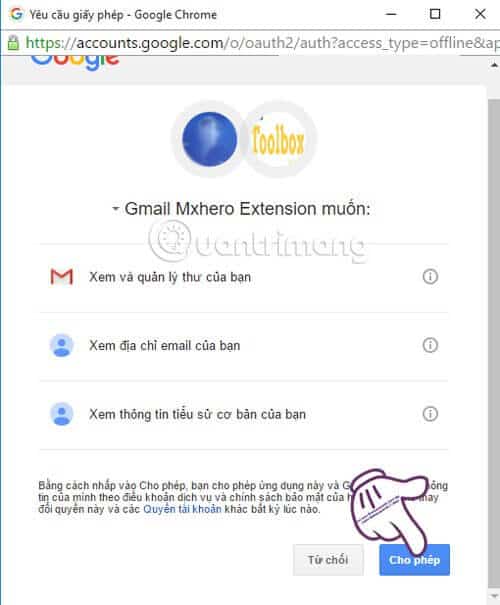 Yêu cầu giấy phép - Google Chrome
https://accounts.google.com/o/oauth2/auth?access_type=offline&ap
Google
Toolbox
Gmail Mxhero Extension muốn:
Quantrimang
Xem và quản lý thư của bạn
Xem địa chỉ email của bạn
Xem thông tin tiểu sử cơ bản của bạn
Bằng cách nhấp vào Cho phép, bạn cho phép ứng dụng này và G thông
tin của mình theo điều khoản dịch vụ và chính sách bảo mật của thay
đổi quyền này và các Quyền tài khoản khác bất kỳ lúc nào.
Từ chối
Cho phép